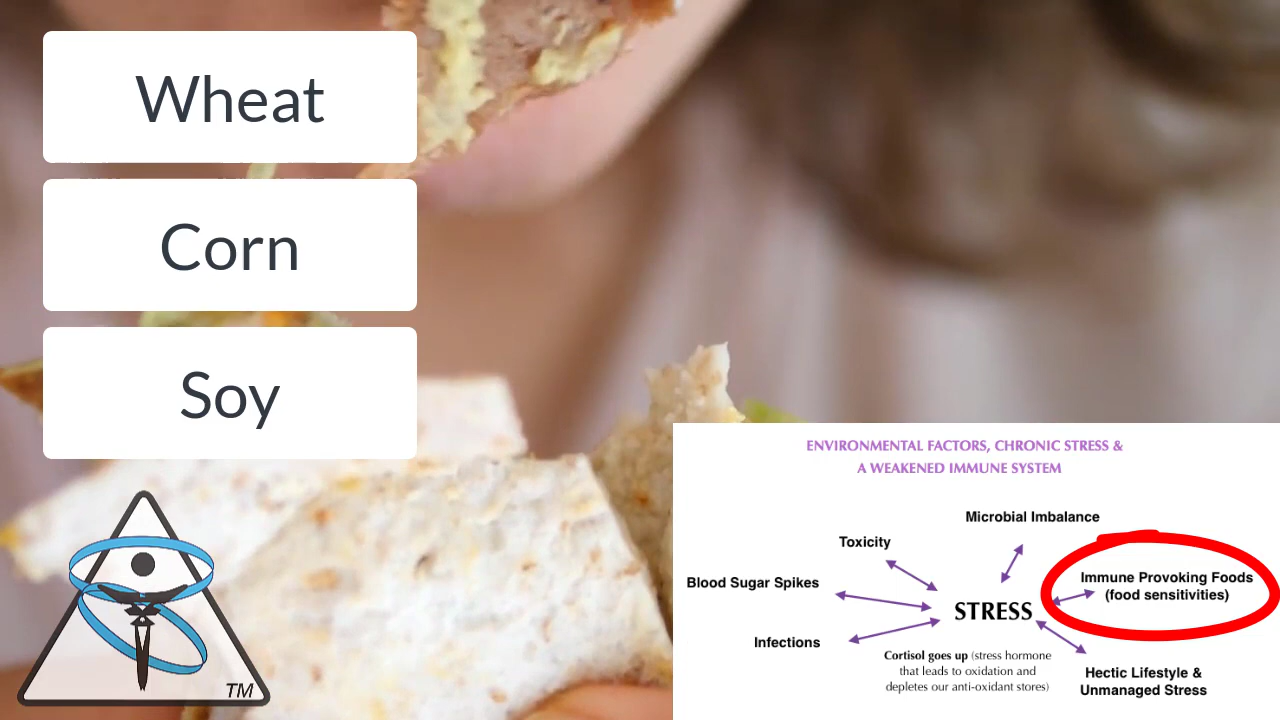 Wheat
Corn
Soy
TM
ENVIRONMENTAL FACTORS, CHRONIC STRESS &
A WEAKENED IMMUNE SYSTEM
Microbial Imbalance
Toxicity
Immune Provoking Foods
(food sensitivities)
Blood Sugar Spikes
STRESS
Infections
Cortisol goes up (stress hormone
that leads to oxidation and
depletes our anti-oxidant stores)
Hectic Lifestyle &
Unmanaged Stress